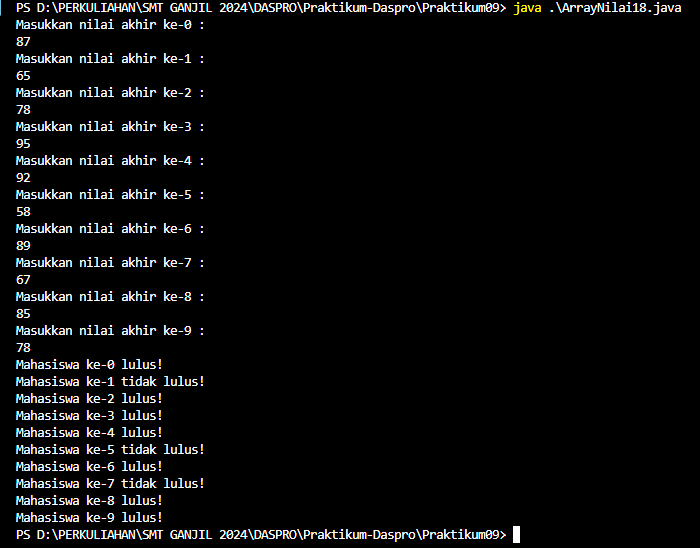 PS D:\PERKULIAHAN\SMT GANJIL 2024\DASPRO\Praktikum-Daspro\Praktikum09> java .\ArrayNilai18.java
Masukkan nilai akhir ke-0 :
87
Masukkan nilai akhir ke-1 :
65
Masukkan nilai akhir ke-2 :
78
Masukkan nilai akhir ke-3 :
95
Masukkan nilai akhir ke-4 :
92
Masukkan nilai akhir ke-5 :
58
Masukkan nilai akhir ke-6 :
89
Masukkan nilai akhir ke-7 :
67
Masukkan nilai akhir ke-8 :
85
Masukkan nilai akhir ke-9 :
78
Mahasiswa ke-0 lulus!
Mahasiswa ke-1 tidak lulus!
Mahasiswa ke-2 lulus!
Mahasiswa ke-3 lulus!
Mahasiswa ke-4 lulus!
Mahasiswa ke-5 tidak lulus!
Mahasiswa ke-6 lulus!
Mahasiswa ke-7 tidak lulus!
Mahasiswa ke-8 lulus!
Mahasiswa ke-9 lulus!
PS D:\PERKULIAHAN\SMT GANJIL 2024\DASPRO\Praktikum-Daspro\Praktikum09>